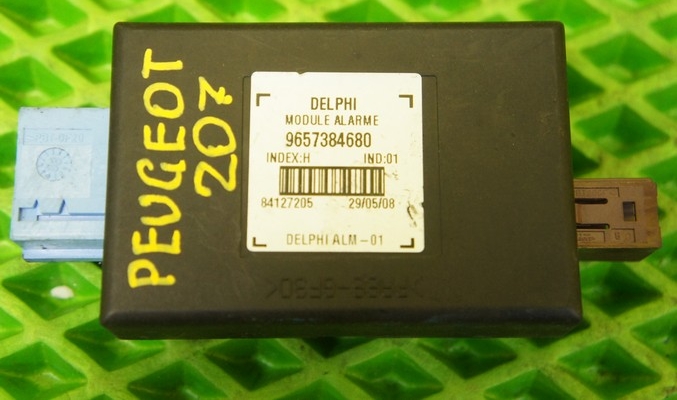 PEUGEOT
207
DELPHI
MODULE ALARME
9657384680
INDEX:H IND:01
84127205 29/05/08
DELPHI ALM-01